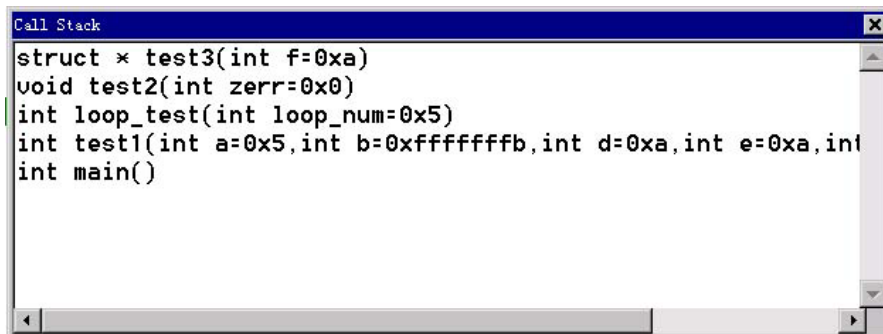 Call Stack
struct * test3(int f=0xa)
void test2(int zerr=0x0)
int loop_test(int loop_num=0x5)
int test1(int a=0x5,int b=0xfffffffb,int d=0xa,int e=0xa,int
int main()